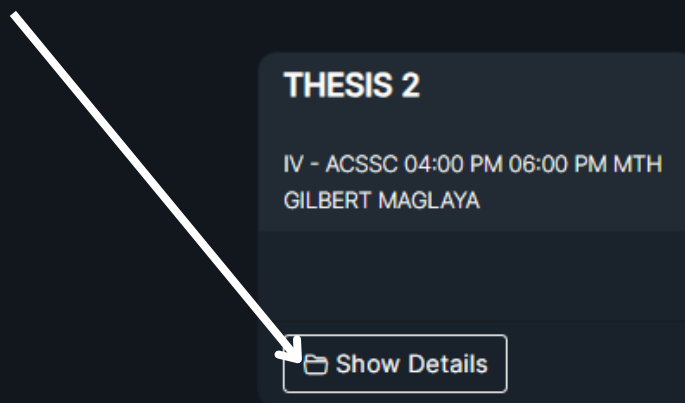 THESIS 2
IV - ACSSC 04:00 PM 06:00 PM MTH
GILBERT MAGLAYA
Show Details